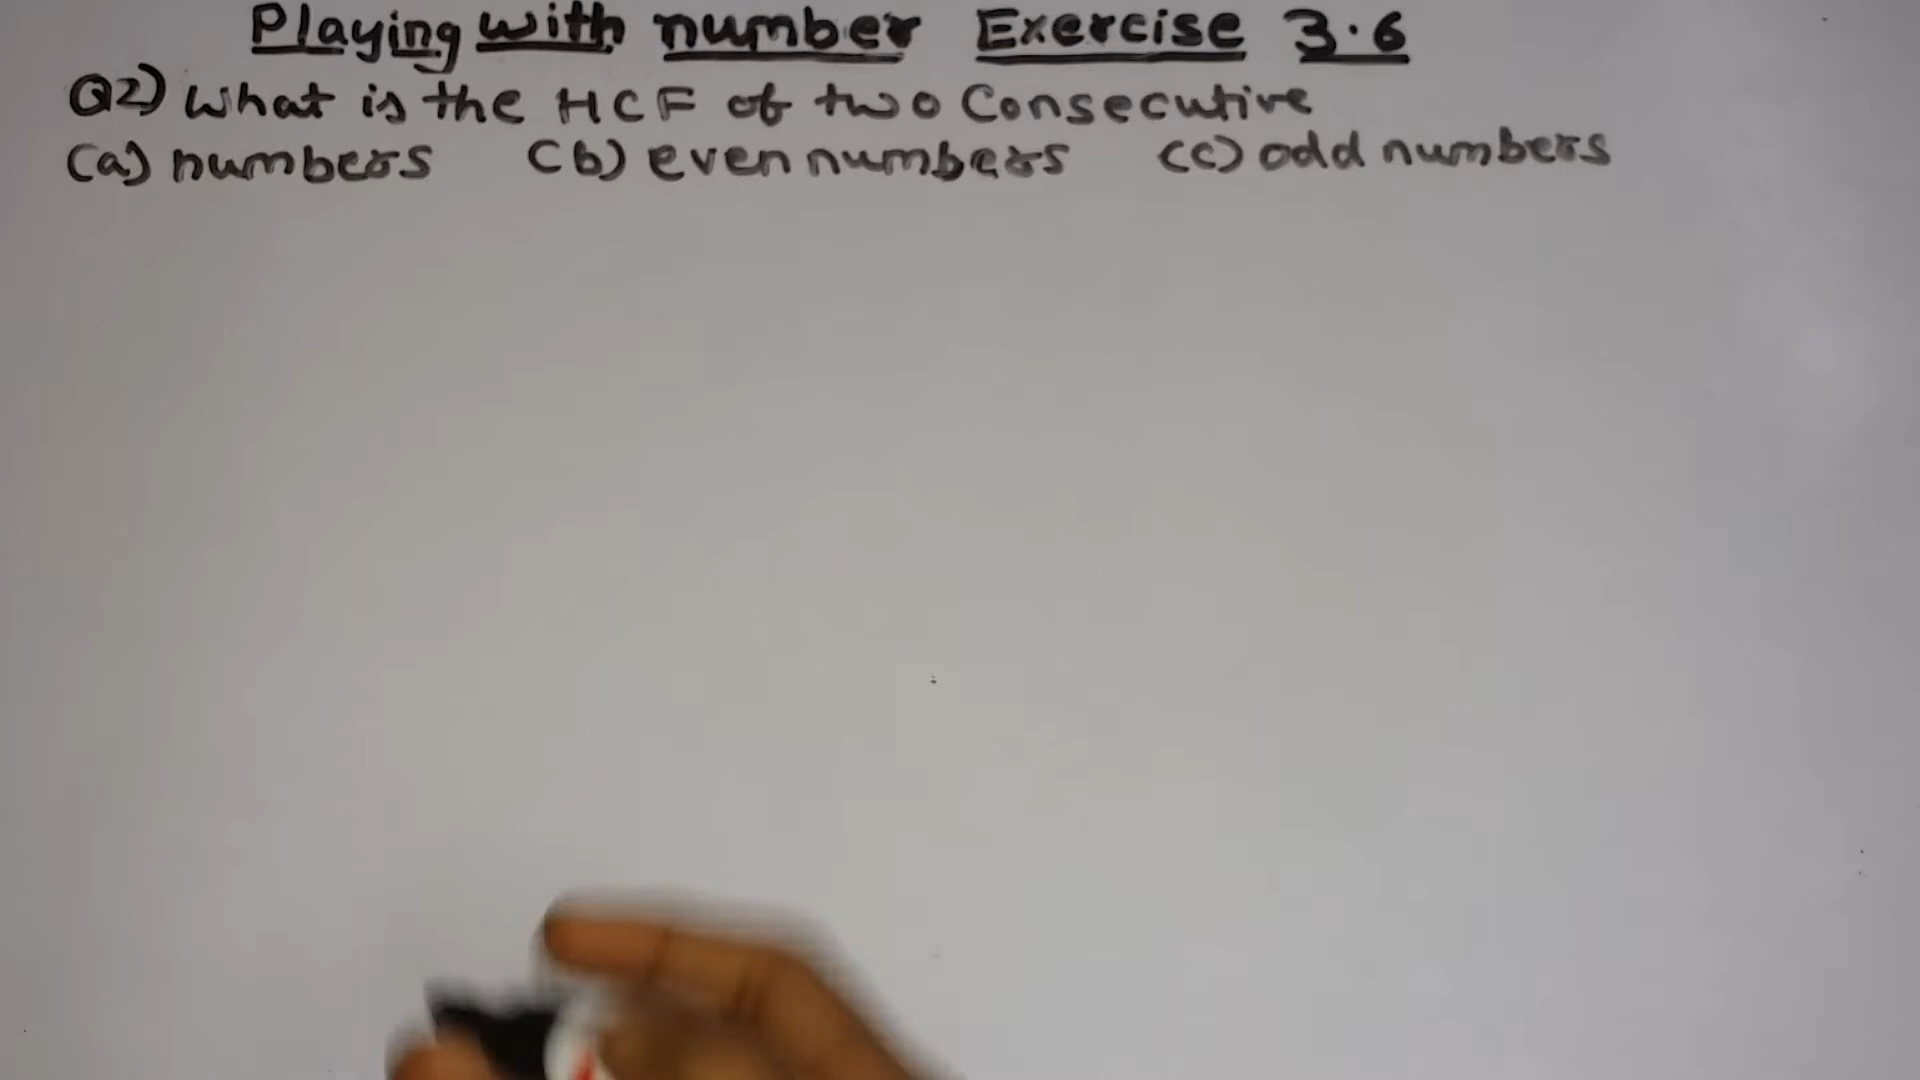 Playing with number Exercise 3.6
Q2) What is the HCF of two Consecutive
(a) numbers (b) even numbers (c) odd numbers